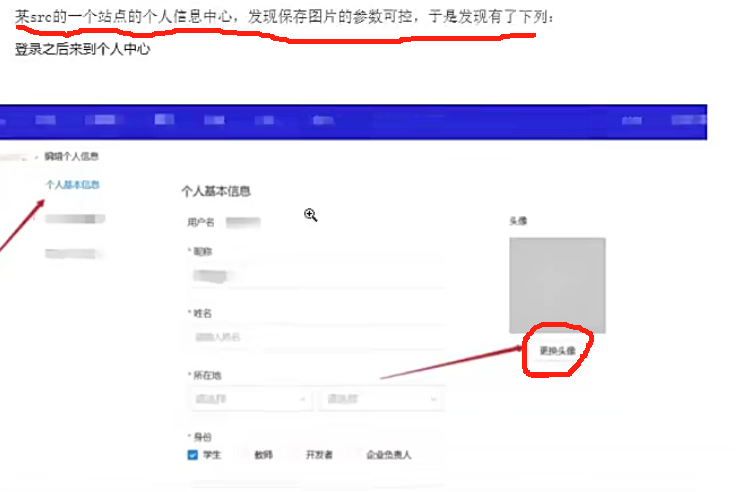 某src的一个站点的个人信息中心，发现保存图片的参数可控，于是发现有了下列：
登录之后来到个人中心
编辑个人信息
个人基本信息
个人基本信息
用户名
头像
* 昵称
* 姓名
请输入姓名
更换头像
* 所在地
请选择 请选择
* 身份
学生 教师 开发者 企业负责人